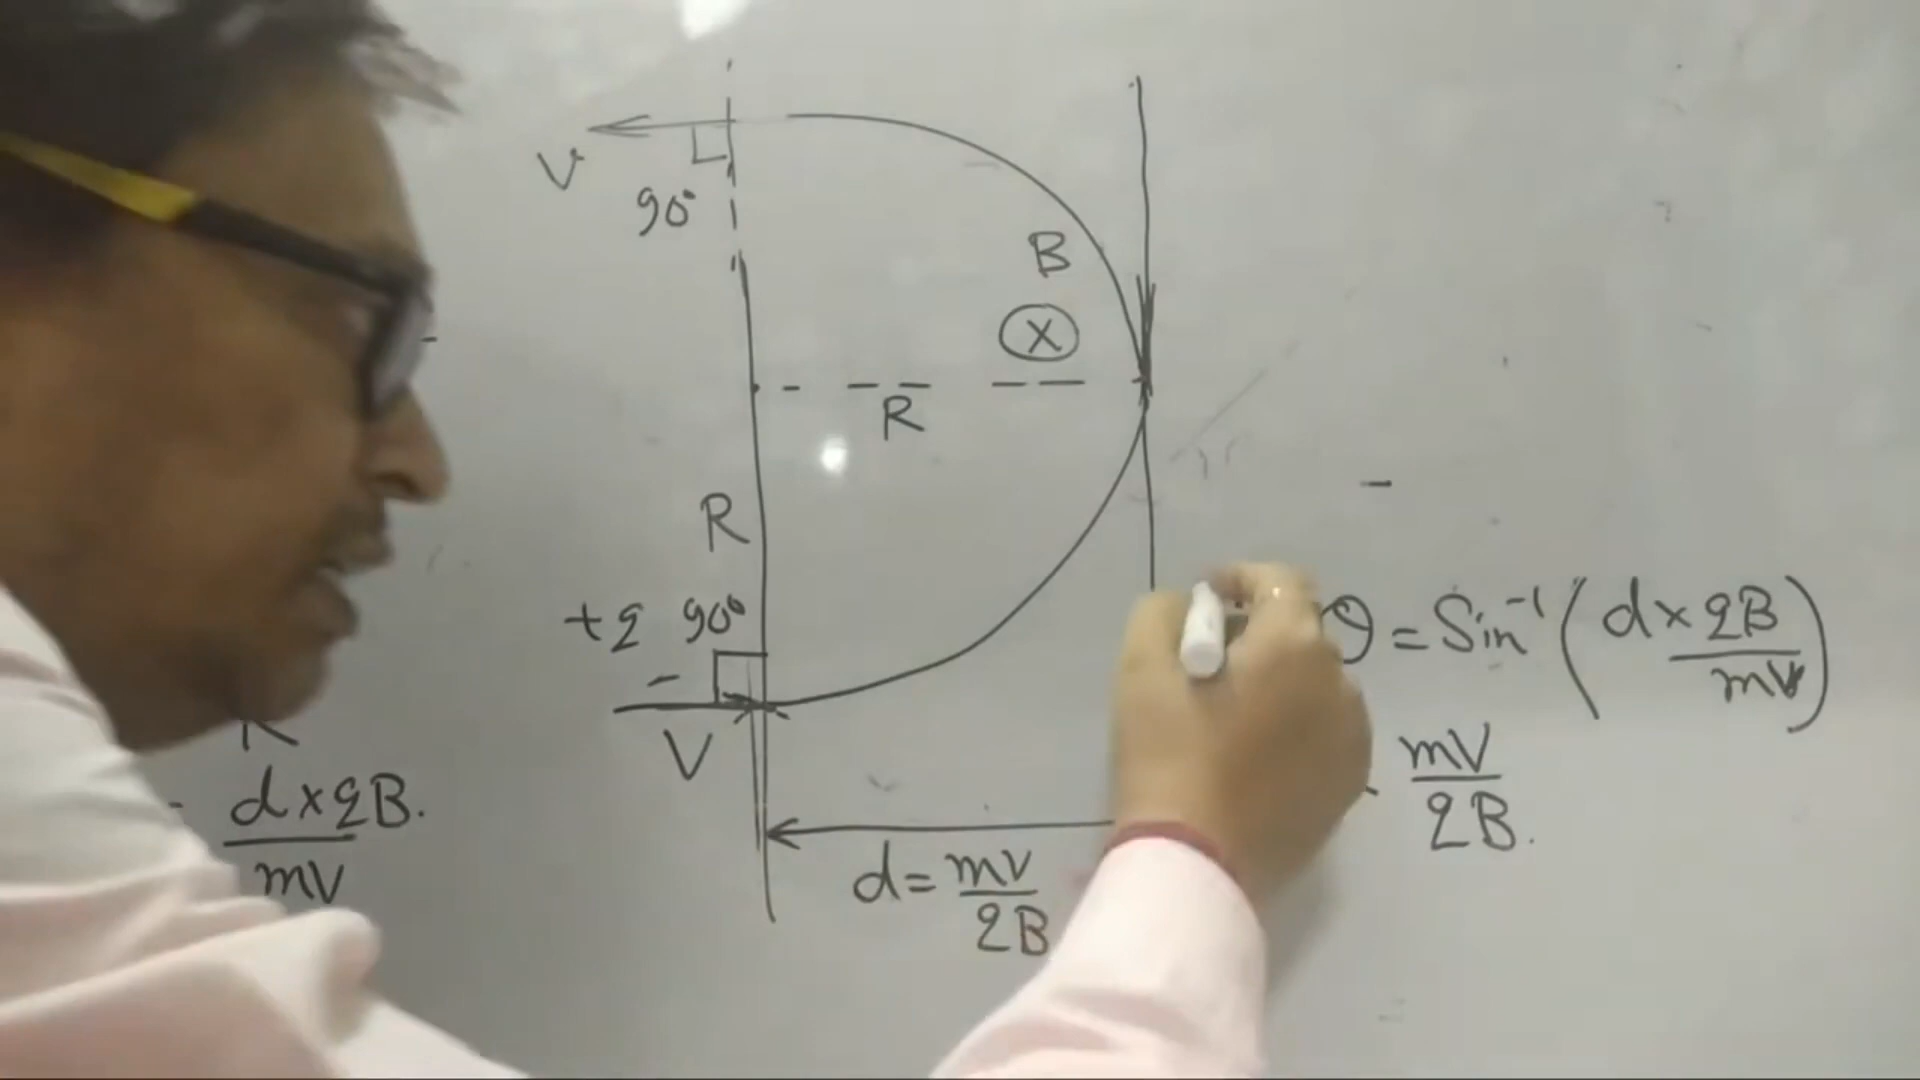 V
90°
B
X
R
R
+q 90°
V
d = mV/qB
R
d×qB.
mV
θ = Sin⁻¹(d×qB/mV)
mV/qB.